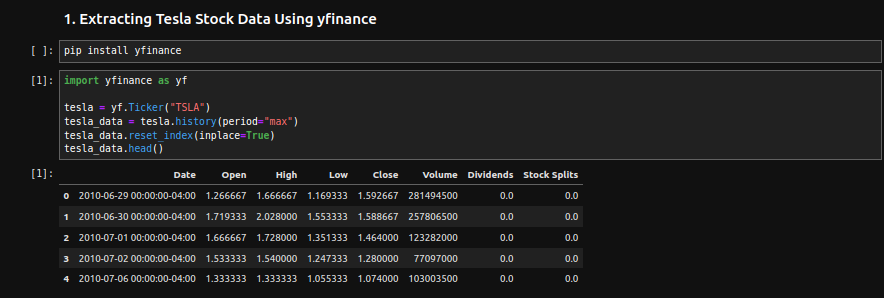 1. Extracting Tesla Stock Data Using yfinance
[ ]: pip install yfinance
[1]: import yfinance as yf
tesla = yf.Ticker("TSLA")
tesla_data = tesla.history(period="max")
tesla_data.reset_index(inplace=True)
tesla_data.head()
[1]: Date Open High Low Close Volume Dividends Stock Splits
0 2010-06-29 00:00:00-04:00 1.266667 1.666667 1.169333 1.592667 281494500 0.0 0.0
1 2010-06-30 00:00:00-04:00 1.719333 2.028000 1.553333 1.588667 257806500 0.0 0.0
2 2010-07-01 00:00:00-04:00 1.666667 1.728000 1.351333 1.464000 123282000 0.0 0.0
3 2010-07-02 00:00:00-04:00 1.533333 1.540000 1.247333 1.280000 77097000 0.0 0.0
4 2010-07-06 00:00:00-04:00 1.333333 1.333333 1.055333 1.074000 103003500 0.0 0.0